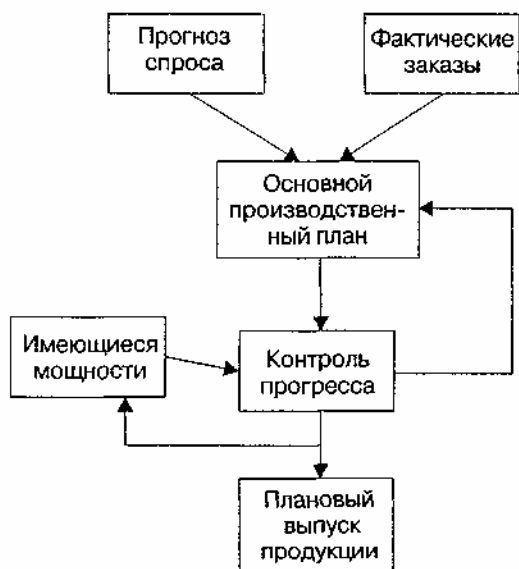 Прогноз
спроса
Фактические
заказы
Основной
производствен-
ный план
Имеющиеся
мощности
Контроль
прогресса
Плановый
выпуск
продукции